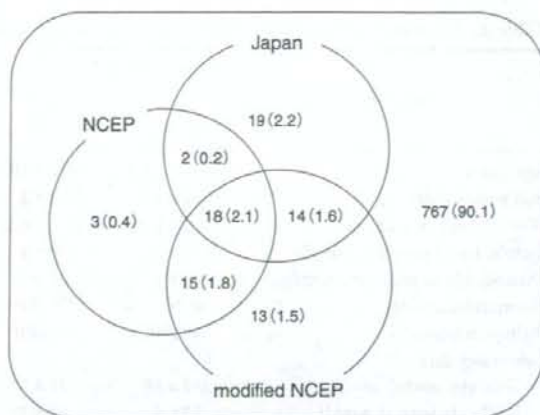 Japan
19(2.2)
NCEP
2(0.2)
3(0.4)
18(2.1)
14(1.6)
767(90.1)
15(1.8)
13(1.5)
modified NCEP